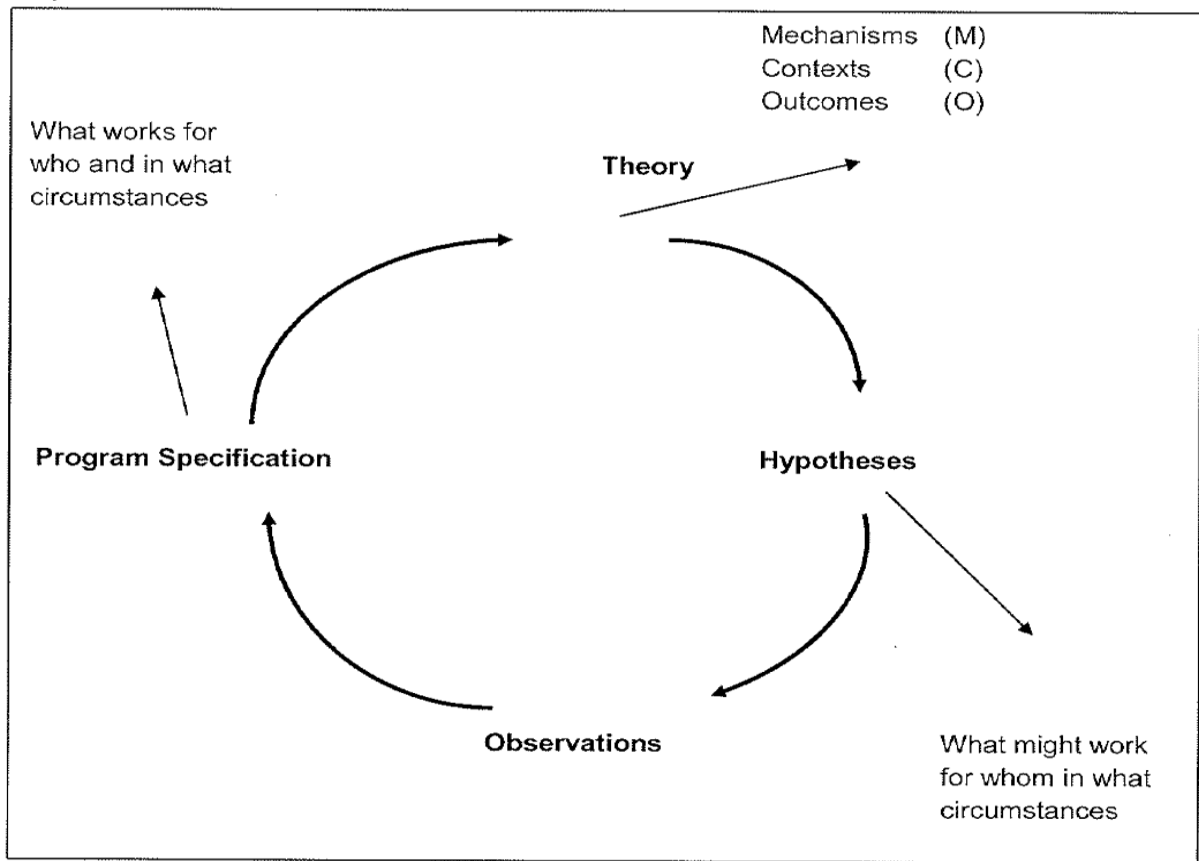 Mechanisms (M)
Contexts (C)
Outcomes (O)
What works for
who and in what
circumstances
Theory
Program Specification
Hypotheses
Observations
What might work
for whom in what
circumstances